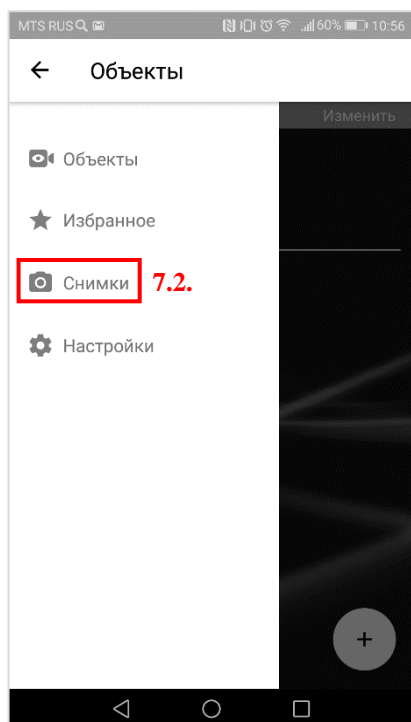 MTS RUS 60% 10:56
Объекты
Изменить
Объекты
Избранное
Снимки 7.2.
Настройки
+